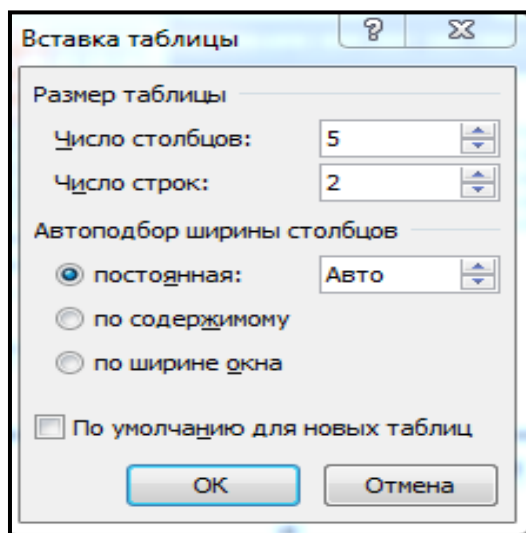 Вставка таблицы
Размер таблицы
Число столбцов: 5
Число строк: 2
Автоподбор ширины столбцов
постоянная: Авто
по содержимому
по ширине окна
По умолчанию для новых таблиц
ОК Отмена